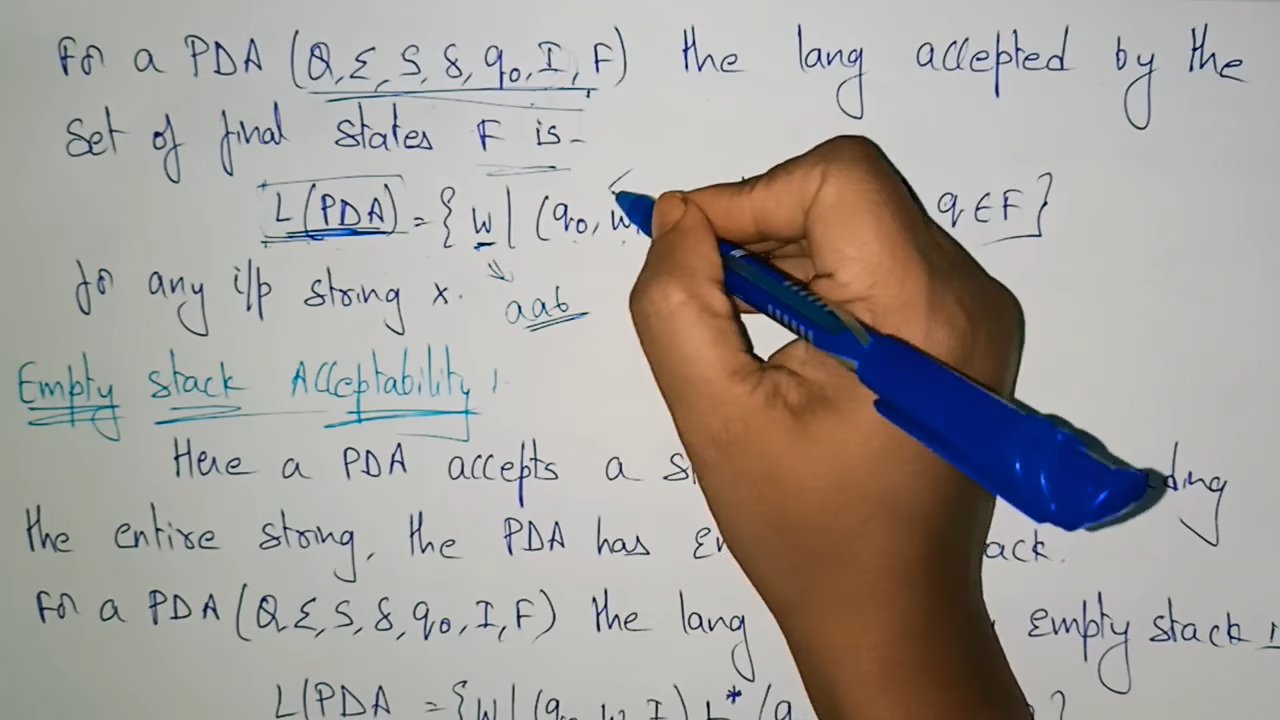 For a PDA (Q, Σ, S, δ, q0, I, F) the lang accepted by the
Set of final states F is-
L(PDA) = { W | (q0, w, q ∈ F }
for any i/p string x.
aab
Empty stack Acceptability :
Here a PDA accepts a
the entire string, the PDA has
For a PDA (Q, Σ, S, δ, q0, I, F) the lang empty stack
L(PDA = { W | (q0, w, I) ⊢* (q